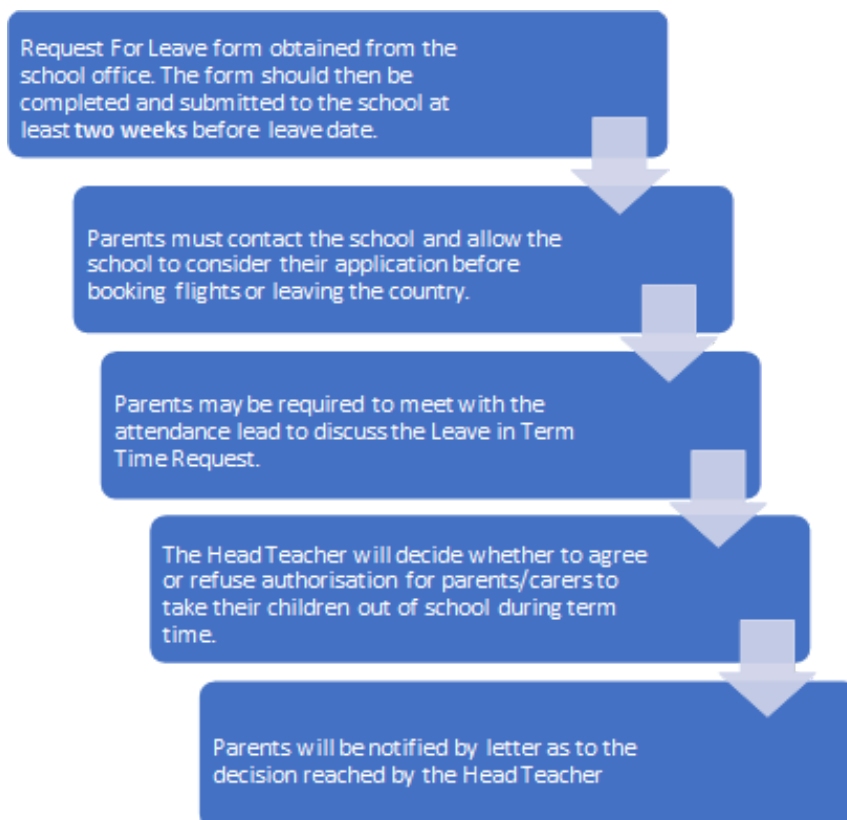 Request For Leave form obtained from the
school office. The form should then be
completed and submitted to the school at
least two weeks before leave date.
Parents must contact the school and allow the
school to consider their application before
booking flights or leaving the country.
Parents may be required to meet with the
attendance lead to discuss the Leave in Term
Time Request.
The Head Teacher will decide whether to agree
or refuse authorisation for parents/carers to
take their children out of school during term
time.
Parents will be notified by letter as to the
decision reached by the Head Teacher